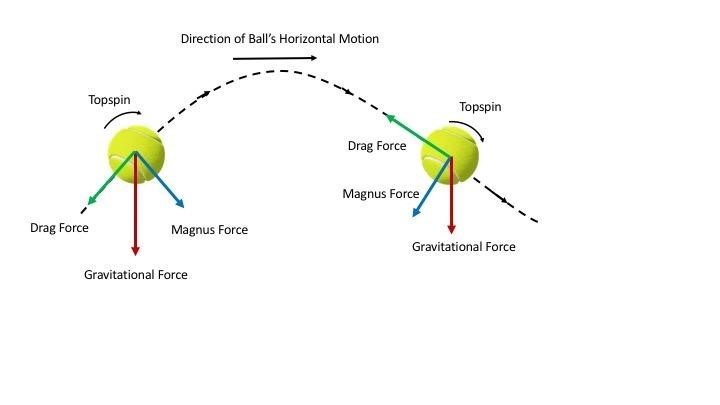 Direction of Ball's Horizontal Motion
Topspin
Topspin
Drag Force
Magnus Force
Drag Force
Magnus Force
Gravitational Force
Gravitational Force